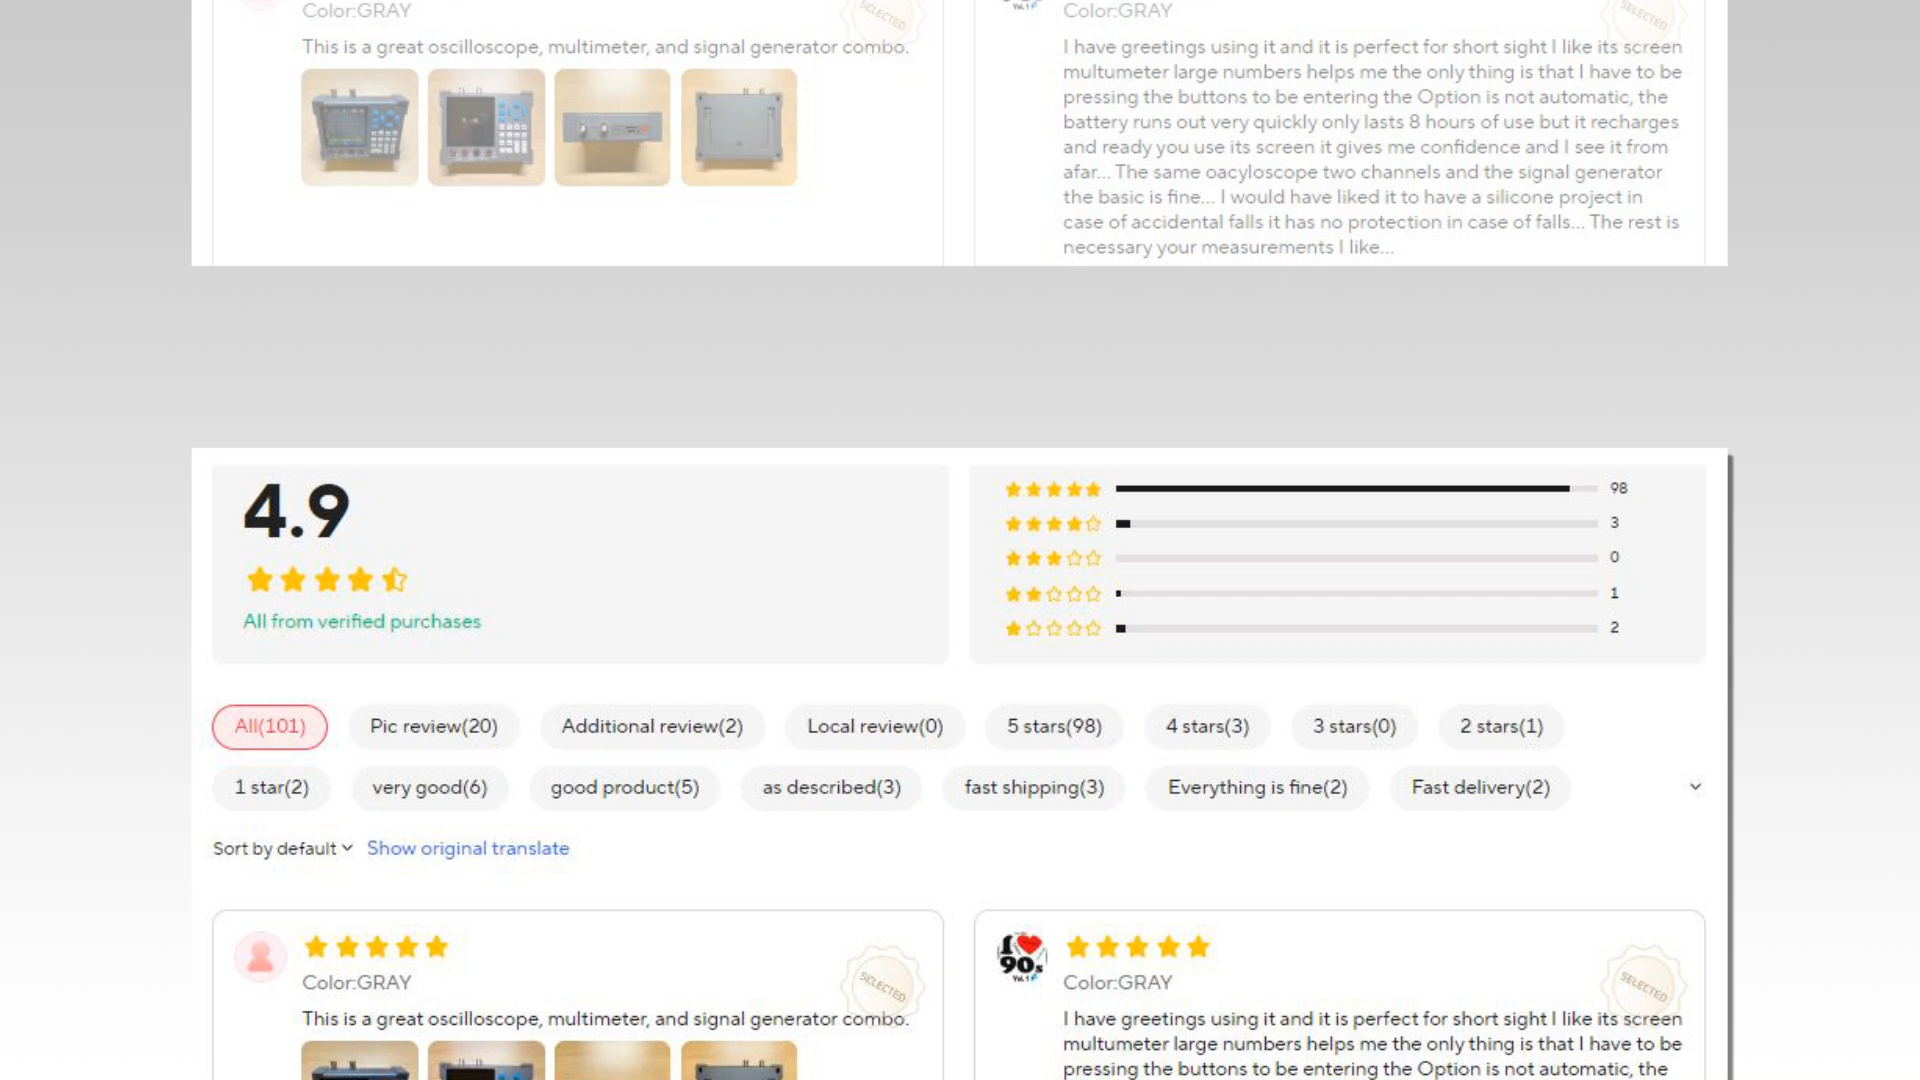 Color:GRAY
SELECTED
This is a great oscilloscope, multimeter, and signal generator combo.
Vol. 1
Color:GRAY
SELECTED
I have greetings using it and it is perfect for short sight I like its screen
multumeter large numbers helps me the only thing is that I have to be
pressing the buttons to be entering the Option is not automatic, the
battery runs out very quickly only lasts 8 hours of use but it recharges
and ready you use its screen it gives me confidence and I see it from
afar... The same oacyloscope two channels and the signal generator
the basic is fine... I would have liked it to have a silicone project in
case of accidental falls it has no protection in case of falls... The rest is
necessary your measurements I like...
4.9
All from verified purchases
98
3
0
1
2
All(101) Pic review(20) Additional review(2) Local review(0) 5 stars(98) 4 stars(3) 3 stars(0) 2 stars(1)
1 star(2) very good(6) good product(5) as described(3) fast shipping(3) Everything is fine(2) Fast delivery(2)
Sort by default Show original translate
Color:GRAY
SELECTED
This is a great oscilloscope, multimeter, and signal generator combo.
I
90s
Vol. 1
Color:GRAY
SELECTED
I have greetings using it and it is perfect for short sight I like its screen
multumeter large numbers helps me the only thing is that I have to be
pressing the buttons to be entering the Option is not automatic, the